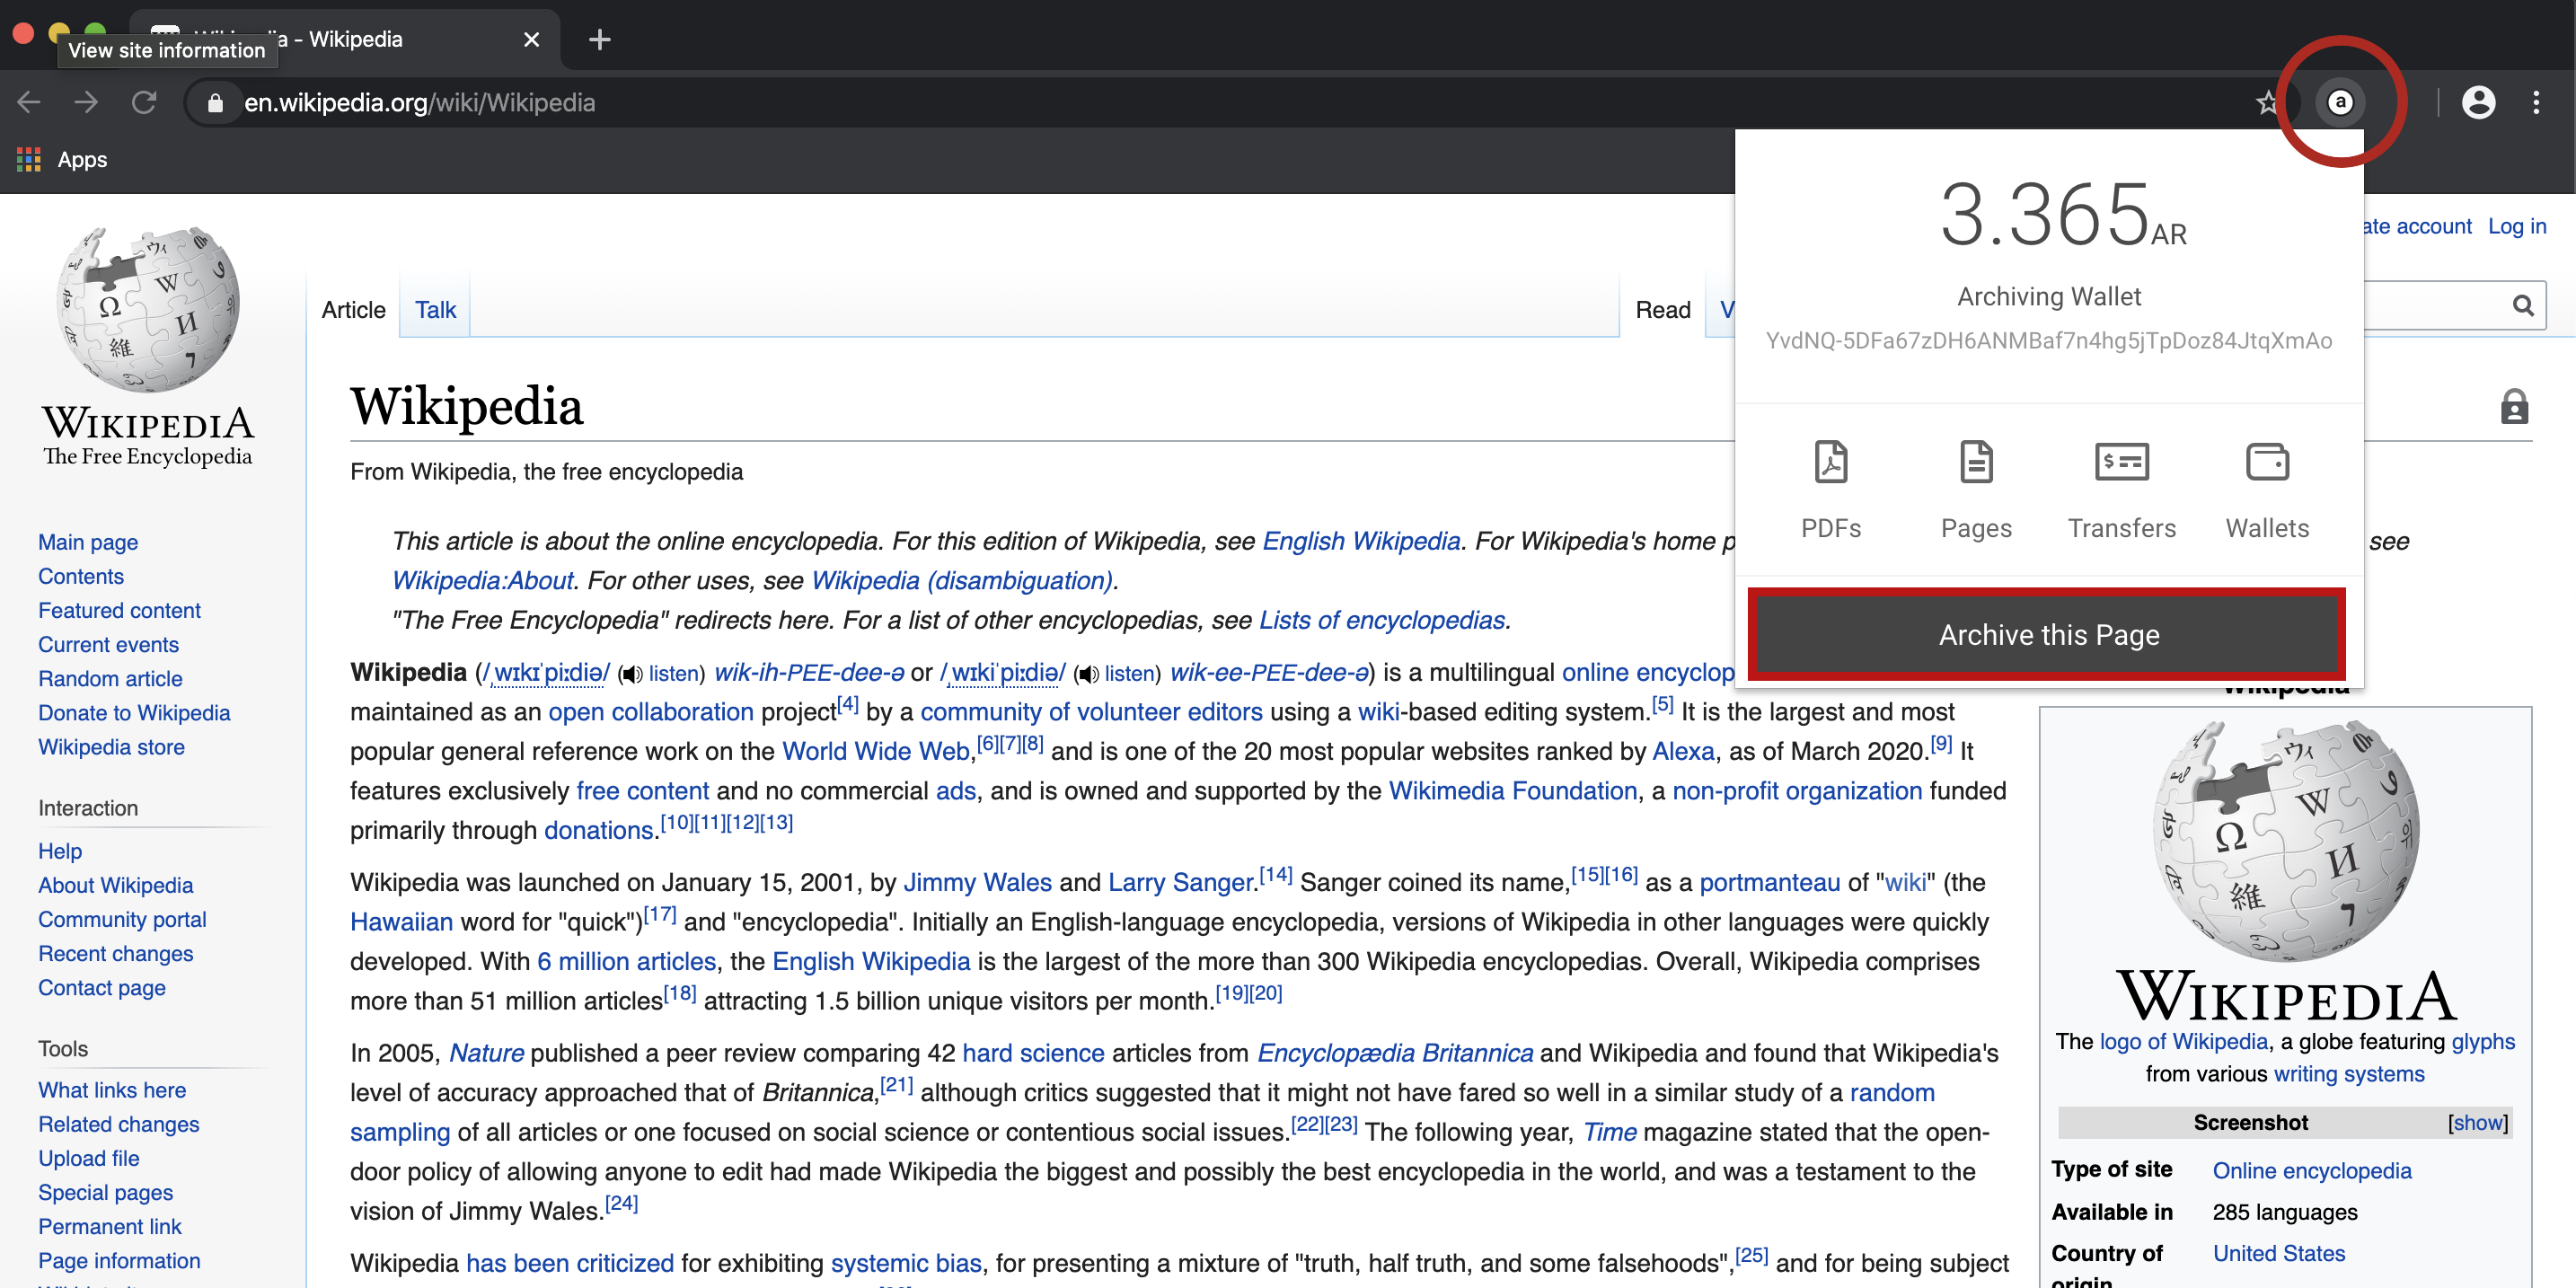 View site information
a - Wikipedia
en.wikipedia.org/wiki/Wikipedia
a
Apps
3.365 AR
Archiving Wallet
YvdNQ-5DFa67zDH6ANMBaf7n4hg5jTpDoz84JtqXmAo
PDFs Pages Transfers Wallets
Archive this Page
ate account Log in
WIKIPEDIA
The Free Encyclopedia
Main page
Contents
Featured content
Current events
Random article
Donate to Wikipedia
Wikipedia store
Interaction
Help
About Wikipedia
Community portal
Recent changes
Contact page
Tools
What links here
Related changes
Upload file
Special pages
Permanent link
Page information
Article Talk Read V
Wikipedia
From Wikipedia, the free encyclopedia
This article is about the online encyclopedia. For this edition of Wikipedia, see English Wikipedia. For Wikipedia's home p see
Wikipedia:About. For other uses, see Wikipedia (disambiguation).
"The Free Encyclopedia" redirects here. For a list of other encyclopedias, see Lists of encyclopedias.
Wikipedia (/ˌwɪkɪˈpiːdiə/ (listen) wik-ih-PEE-dee-ə or /ˌwɪkiˈpiːdiə/ (listen) wik-ee-PEE-dee-ə) is a multilingual online encyclop
maintained as an open collaboration project[4] by a community of volunteer editors using a wiki-based editing system.[5] It is the largest and most
popular general reference work on the World Wide Web,[6][7][8] and is one of the 20 most popular websites ranked by Alexa, as of March 2020.[9] It
features exclusively free content and no commercial ads, and is owned and supported by the Wikimedia Foundation, a non-profit organization funded
primarily through donations.[10][11][12][13]
Wikipedia was launched on January 15, 2001, by Jimmy Wales and Larry Sanger.[14] Sanger coined its name,[15][16] as a portmanteau of "wiki" (the
Hawaiian word for "quick")[17] and "encyclopedia". Initially an English-language encyclopedia, versions of Wikipedia in other languages were quickly
developed. With 6 million articles, the English Wikipedia is the largest of the more than 300 Wikipedia encyclopedias. Overall, Wikipedia comprises
more than 51 million articles[18] attracting 1.5 billion unique visitors per month.[19][20]
In 2005, Nature published a peer review comparing 42 hard science articles from Encyclopædia Britannica and Wikipedia and found that Wikipedia's
level of accuracy approached that of Britannica,[21] although critics suggested that it might not have fared so well in a similar study of a random
sampling of all articles or one focused on social science or contentious social issues.[22][23] The following year, Time magazine stated that the open-
door policy of allowing anyone to edit had made Wikipedia the biggest and possibly the best encyclopedia in the world, and was a testament to the
vision of Jimmy Wales.[24]
Wikipedia has been criticized for exhibiting systemic bias, for presenting a mixture of "truth, half truth, and some falsehoods",[25] and for being subject
Wikipedia
WIKIPEDIA
The logo of Wikipedia, a globe featuring glyphs
from various writing systems
Screenshot [show]
Type of site Online encyclopedia
Available in 285 languages
Country of United States
origin